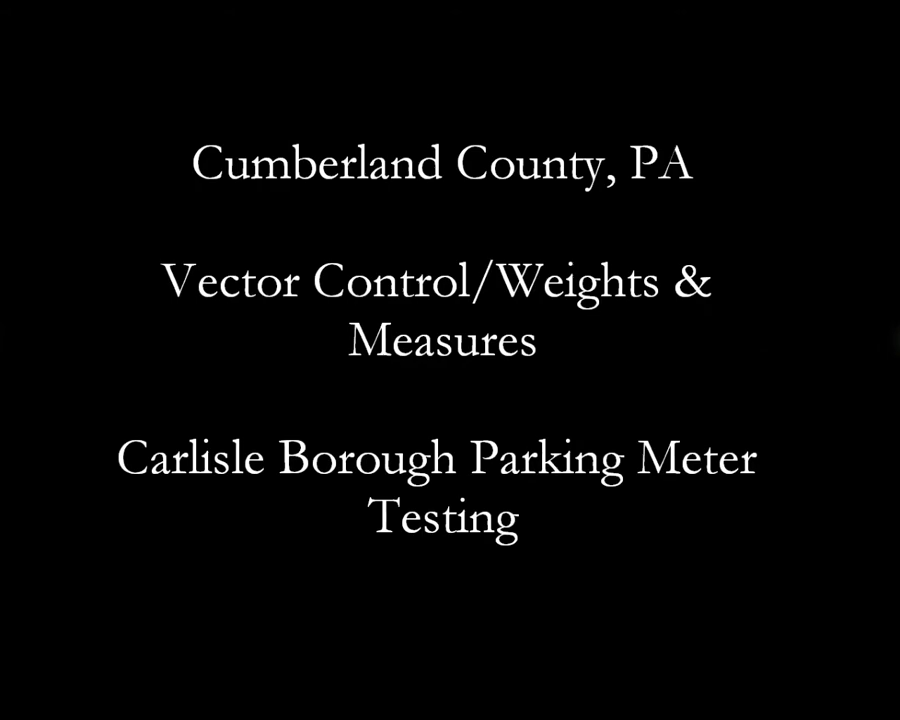 Cumberland County, PA
Vector Control/Weights &
Measures
Carlisle Borough Parking Meter
Testing